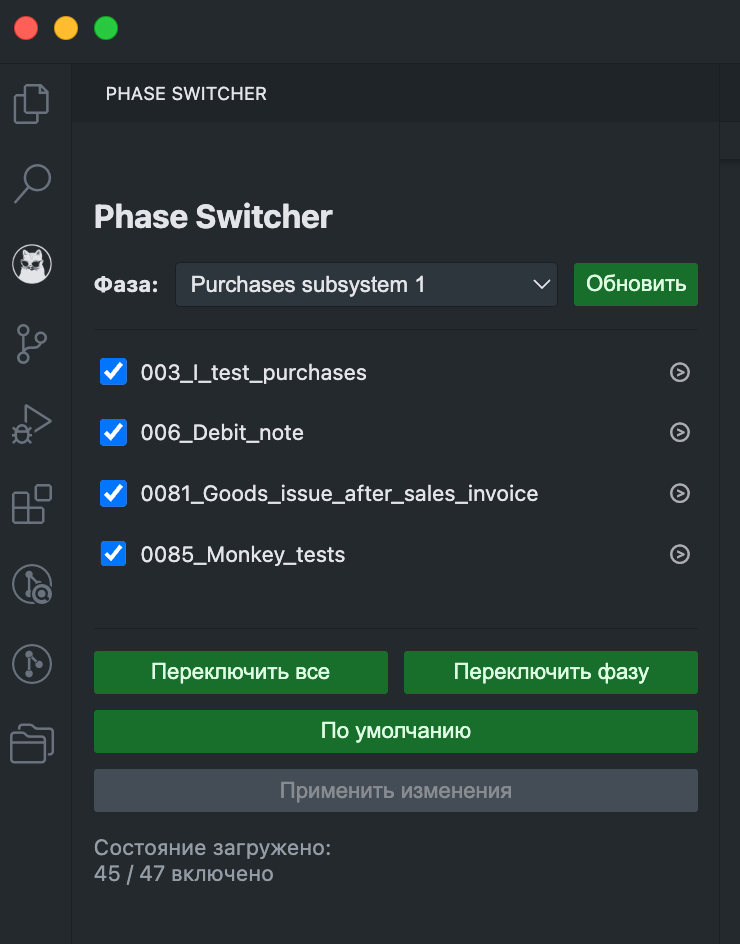 PHASE SWITCHER
Phase Switcher
Фаза: Purchases subsystem 1 Обновить
003_I_test_purchases
006_Debit_note
0081_Goods_issue_after_sales_invoice
0085_Monkey_tests
Переключить все Переключить фазу
По умолчанию
Применить изменения
Состояние загружено:
45 / 47 включено